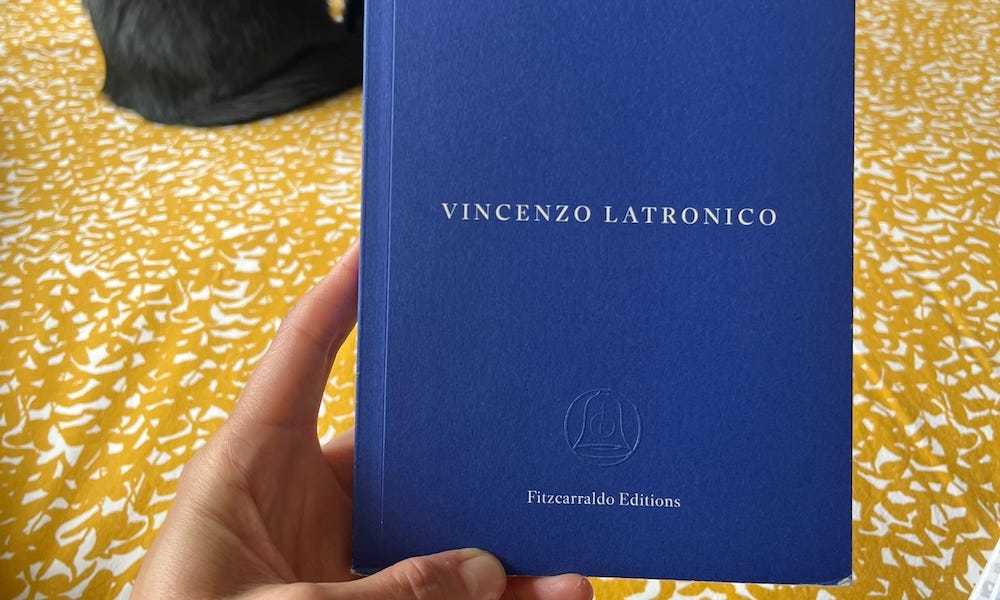 VINCENZO LATRONICO
Fitzcarraldo Editions